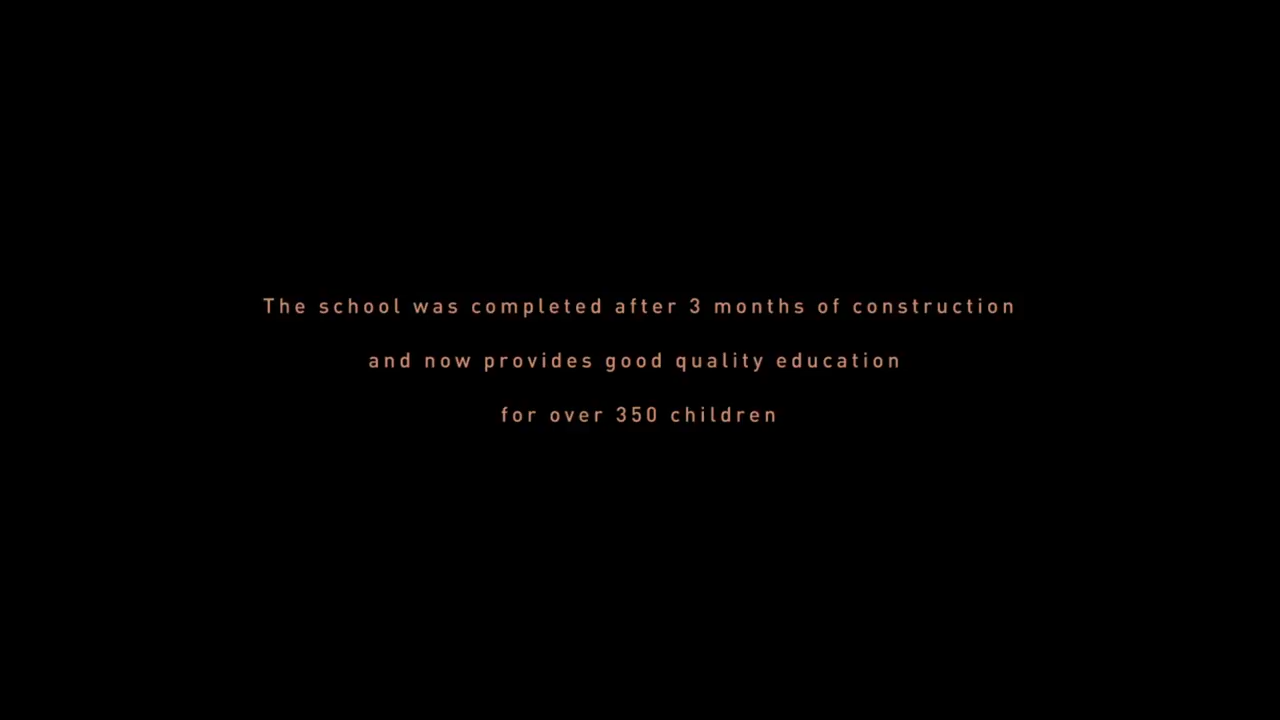 The school was completed after 3 months of construction
and now provides good quality education
for over 350 children